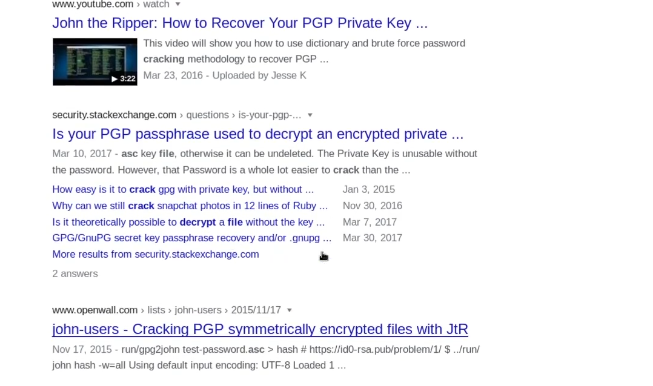 www.youtube.com › watch ▼
John the Ripper: How to Recover Your PGP Private Key ...
This video will show you how to use dictionary and brute force password
cracking methodology to recover PGP ...
▶ 3:22
Mar 23, 2016 - Uploaded by Jesse K
security.stackexchange.com › questions › is-your-pgp-... ▼
Is your PGP passphrase used to decrypt an encrypted private ...
Mar 10, 2017 - asc key file, otherwise it can be undeleted. The Private Key is unusable without
the password. However, that Password is a whole lot easier to crack than the ...
How easy is it to crack gpg with private key, but without ... Jan 3, 2015
Why can we still crack snapchat photos in 12 lines of Ruby ... Nov 30, 2016
Is it theoretically possible to decrypt a file without the key ... Mar 7, 2017
GPG/GnuPG secret key passphrase recovery and/or .gnupg ... Mar 30, 2017
More results from security.stackexchange.com
2 answers
www.openwall.com › lists › john-users › 2015/11/17 ▼
john-users - Cracking PGP symmetrically encrypted files with JtR
Nov 17, 2015 - run/gpg2john test-password.asc > hash # https://id0-rsa.pub/problem/1/ $ ../run/
john hash -w=all Using default input encoding: UTF-8 Loaded 1 ...